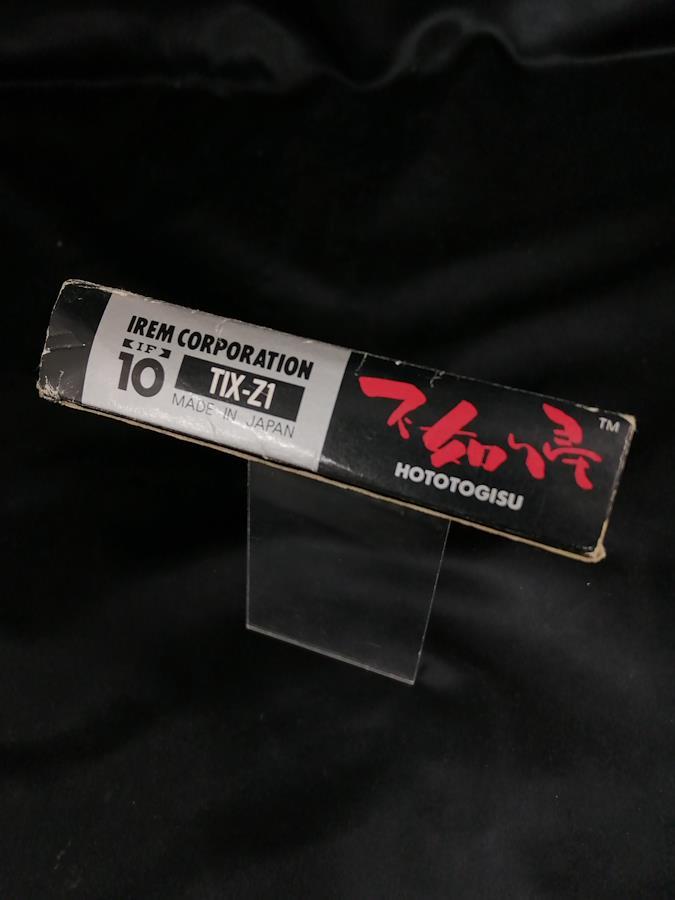 IREM CORPORATION
IF
10
TIX-Z1
MADE IN JAPAN
不如帰
TM
HOTOTOGISU